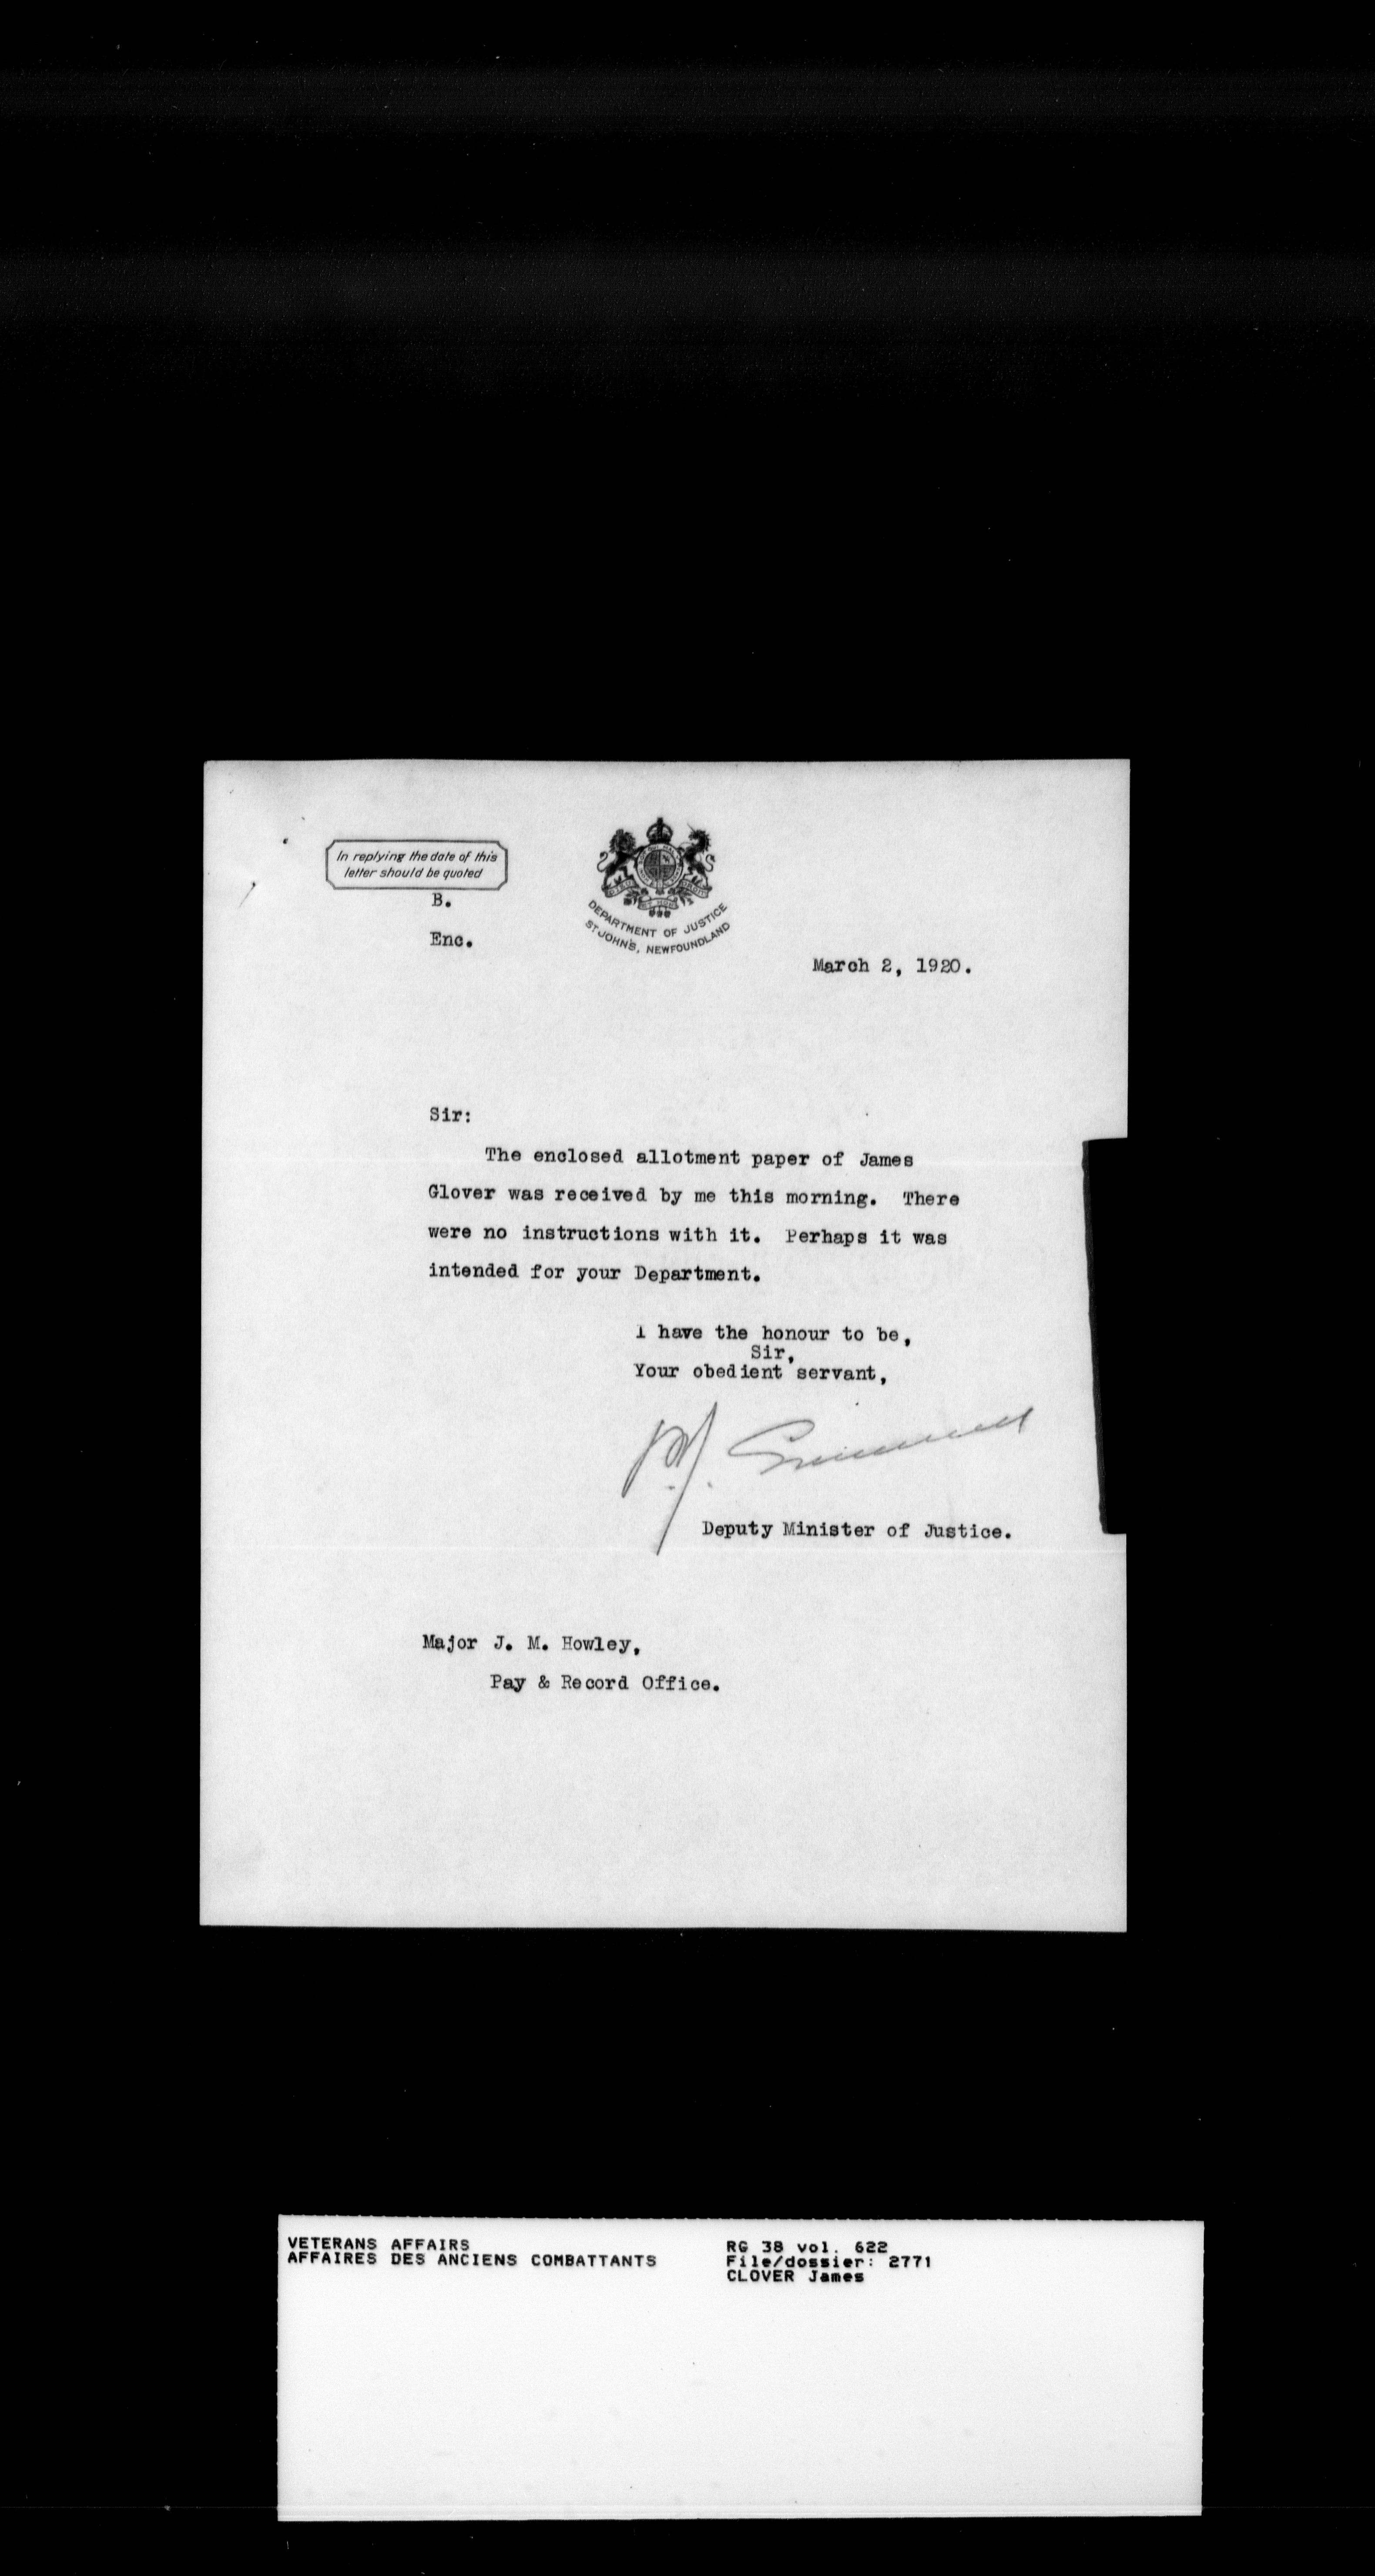 In replying the date of this
letter should be quoted
B.
Enc.
DEPARTMENT OF JUSTICE
ST JOHN'S, NEWFOUNDLAND
March 2, 1920.
Sir:
The enclosed allotment paper of James
Glover was received by me this morning. There
were no instructions with it. Perhaps it was
intended for your Department.
I have the honour to be,
Sir,
Your obedient servant,
Deputy Minister of Justice.
Major J. M. Howley,
Pay & Record Office.
VETERANS AFFAIRS
AFFAIRES DES ANCIENS COMBATTANTS
RG 38 vol. 622
File/dossier: 2771
CLOVER James